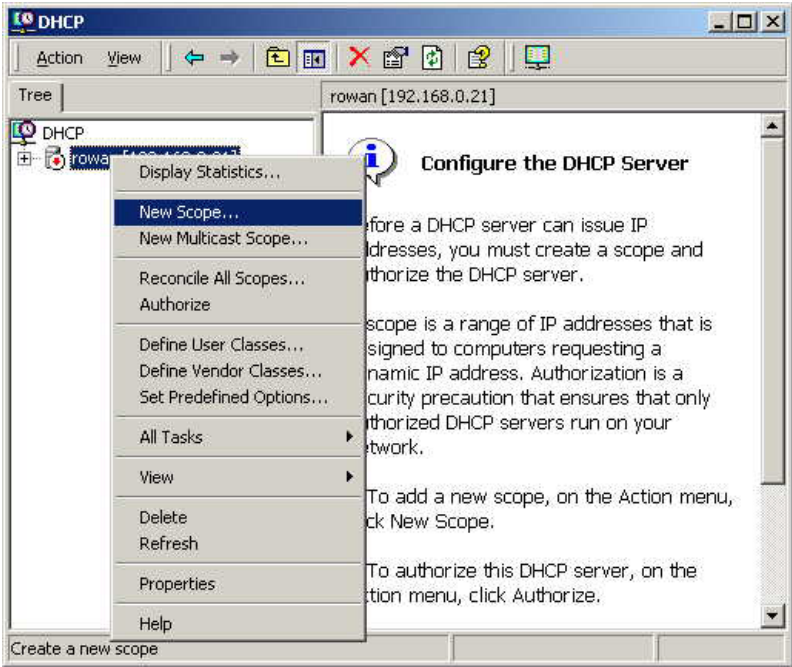 DHCP
Action View
Tree
rowan [192.168.0.21]
DHCP
Display Statistics...
New Scope...
New Multicast Scope...
Reconcile All Scopes...
Authorize
Define User Classes...
Define Vendor Classes...
Set Predefined Options...
All Tasks
View
Delete
Refresh
Properties
Help
Configure the DHCP Server
fore a DHCP server can issue IP
ldresses, you must create a scope and
thorize the DHCP server.
scope is a range of IP addresses that is
signed to computers requesting a
namic IP address. Authorization is a
curity precaution that ensures that only
thorized DHCP servers run on your
twork.
To add a new scope, on the Action menu,
ck New Scope.
To authorize this DHCP server, on the
tion menu, click Authorize.
Create a new scope